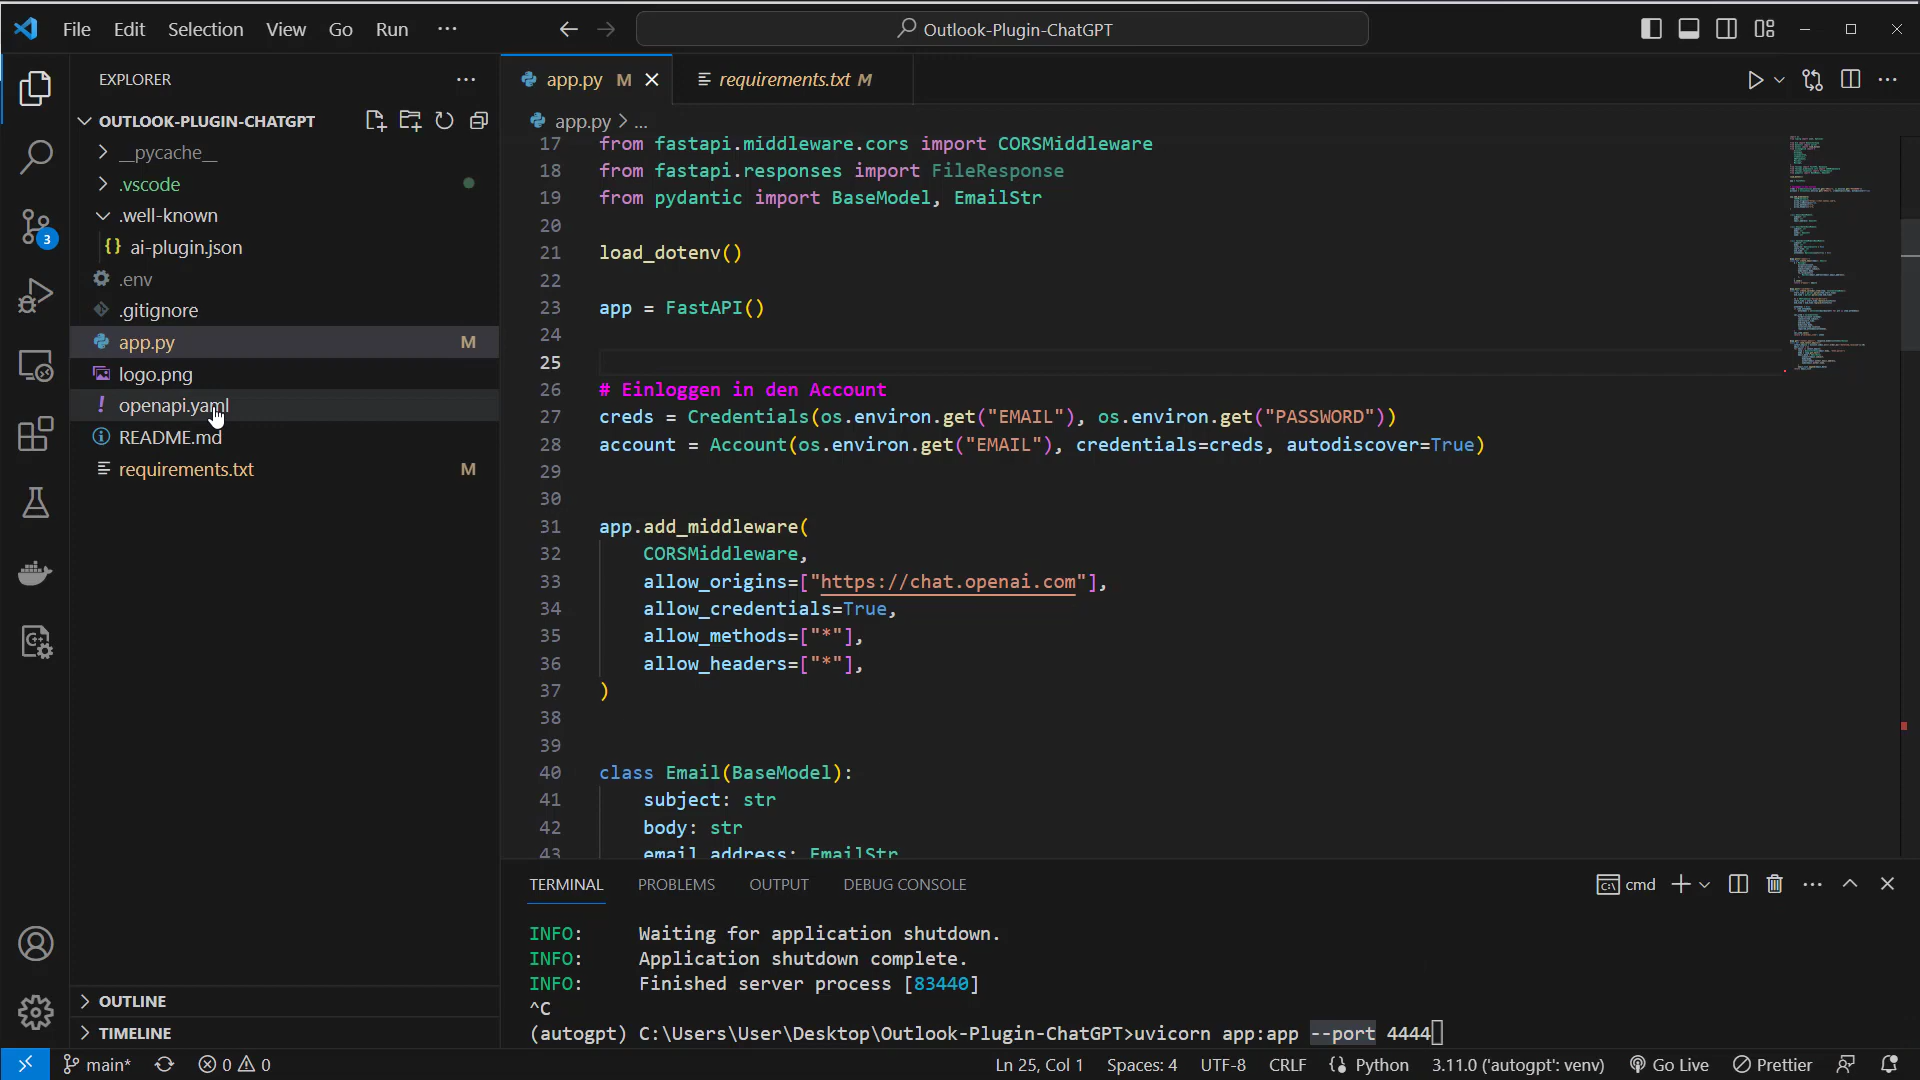 File Edit Selection View Go Run ··· Outlook-Plugin-ChatGPT
EXPLORER
OUTLOOK-PLUGIN-CHATGPT
__pycache__
.vscode
.well-known
{} ai-plugin.json
.env
.gitignore
app.py M
logo.png
! openapi.yaml
README.md
requirements.txt M
3
OUTLINE
TIMELINE
app.py M
requirements.txt M
app.py > ...
17 from fastapi.middleware.cors import CORSMiddleware
18 from fastapi.responses import FileResponse
19 from pydantic import BaseModel, EmailStr
20
21 load_dotenv()
22
23 app = FastAPI()
24
25
26 # Einloggen in den Account
27 creds = Credentials(os.environ.get("EMAIL"), os.environ.get("PASSWORD"))
28 account = Account(os.environ.get("EMAIL"), credentials=creds, autodiscover=True)
29
30
31 app.add_middleware(
32 CORSMiddleware,
33 allow_origins=["https://chat.openai.com"],
34 allow_credentials=True,
35 allow_methods=["*"],
36 allow_headers=["*"],
37 )
38
39
40 class Email(BaseModel):
41 subject: str
42 body: str
43 email_address: EmailStr
TERMINAL PROBLEMS OUTPUT DEBUG CONSOLE cmd
INFO: Waiting for application shutdown.
INFO: Application shutdown complete.
INFO: Finished server process [83440]
^C
(autogpt) C:\Users\User\Desktop\Outlook-Plugin-ChatGPT>uvicorn app:app --port 4444
main* 0 0 Ln 25, Col 1 Spaces: 4 UTF-8 CRLF Python 3.11.0 ('autogpt': venv) Go Live Prettier